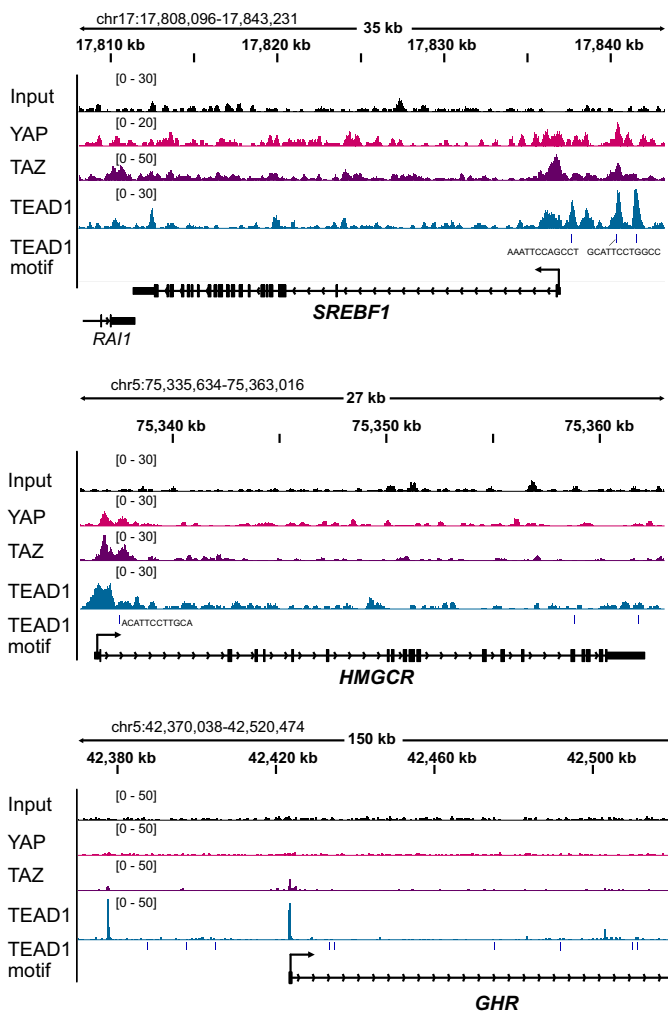 chr17:17,808,096-17,843,231
35 kb
17,810 kb 17,820 kb 17,830 kb 17,840 kb
Input [0 - 30]
YAP [0 - 20]
TAZ [0 - 50]
TEAD1 [0 - 30]
TEAD1 motif
AAATTCCAGCCT GCATTCCTGGCC
SREBF1
RAI1
chr5:75,335,634-75,363,016
27 kb
75,340 kb 75,350 kb 75,360 kb
Input [0 - 30]
YAP [0 - 30]
TAZ [0 - 30]
TEAD1 [0 - 30]
TEAD1 motif
ACATTCCTTGCA
HMGCR
chr5:42,370,038-42,520,474
150 kb
42,380 kb 42,420 kb 42,460 kb 42,500 kb
Input [0 - 50]
YAP [0 - 50]
TAZ [0 - 50]
TEAD1 [0 - 50]
TEAD1 motif
GHR